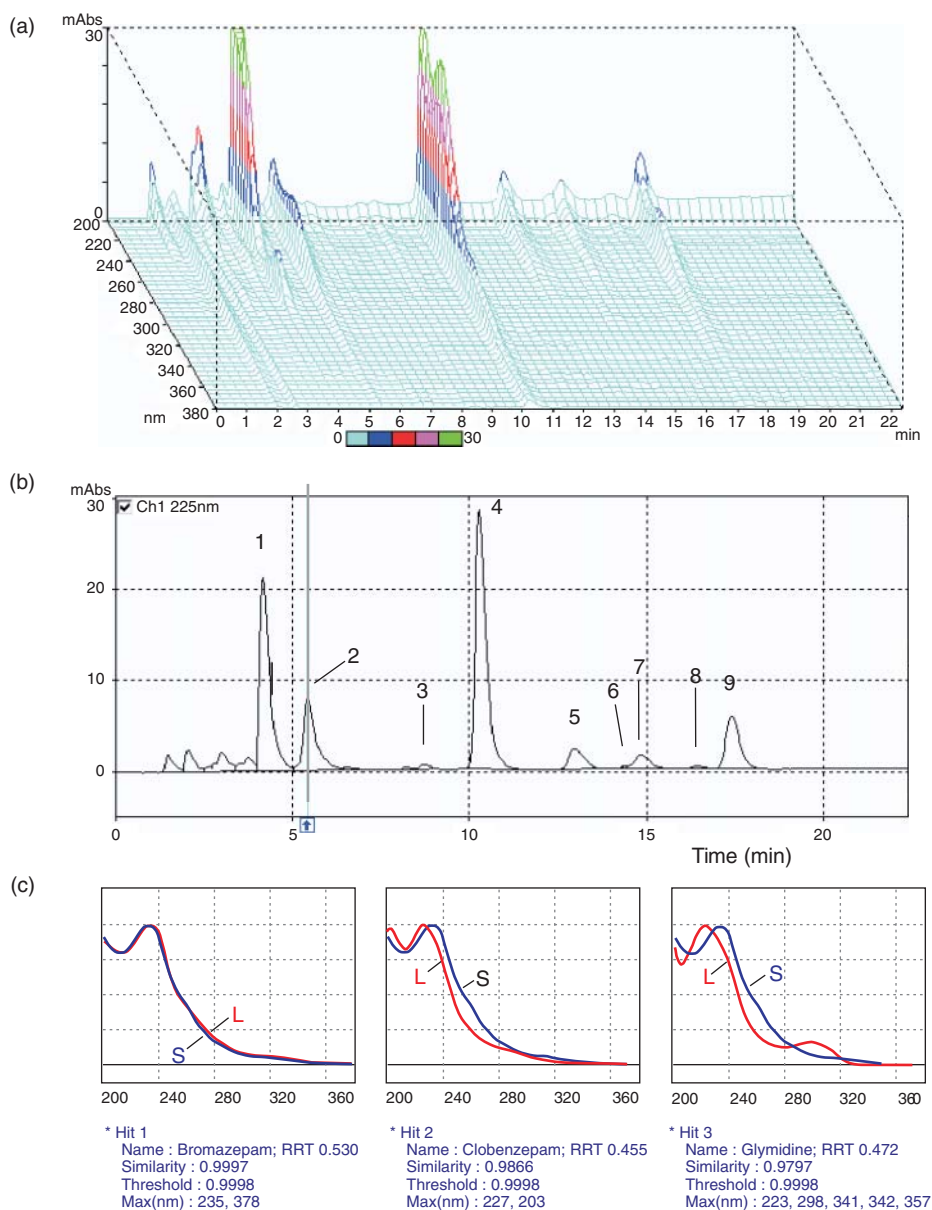 (a)
mAbs
30
0
200
220
240
260
280
300
320
340
360
380
nm
0 1 2 3 4 5 6 7 8 9 10 11 12 13 14 15 16 17 18 19 20 21 22
min
0 30
(b)
mAbs
30
Ch1 225nm
4
1
20
2
7
10
3
5
6
8
9
0
0 5 10 15 20
Time (min)
(c)
L
S
200 240 280 320 360
L
S
200 240 280 320 360
L
S
200 240 280 320 360
* Hit 1
Name : Bromazepam; RRT 0.530
Similarity : 0.9997
Threshold : 0.9998
Max(nm) : 235, 378
* Hit 2
Name : Clobenzepam; RRT 0.455
Similarity : 0.9866
Threshold : 0.9998
Max(nm) : 227, 203
* Hit 3
Name : Glymidine; RRT 0.472
Similarity : 0.9797
Threshold : 0.9998
Max(nm) : 223, 298, 341, 342, 357